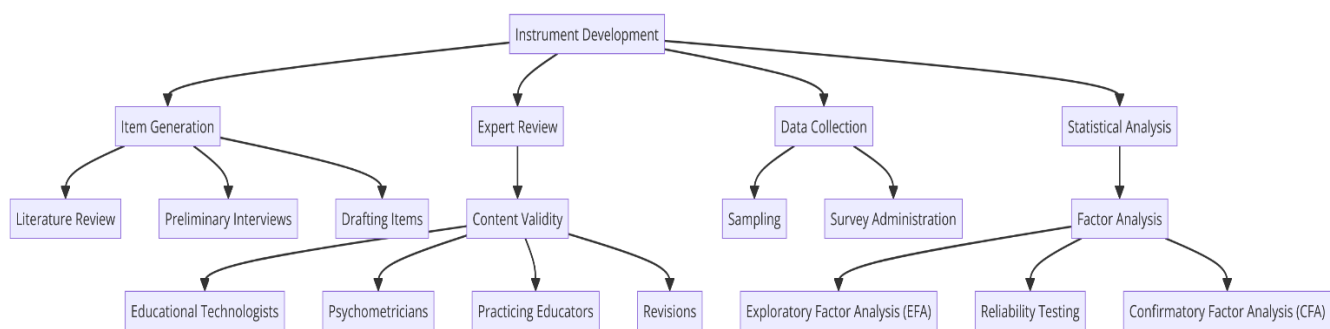 Instrument Development
Item Generation
Expert Review
Data Collection
Statistical Analysis
Literature Review
Preliminary Interviews
Drafting Items
Content Validity
Sampling
Survey Administration
Factor Analysis
Educational Technologists
Psychometricians
Practicing Educators
Revisions
Exploratory Factor Analysis (EFA)
Reliability Testing
Confirmatory Factor Analysis (CFA)